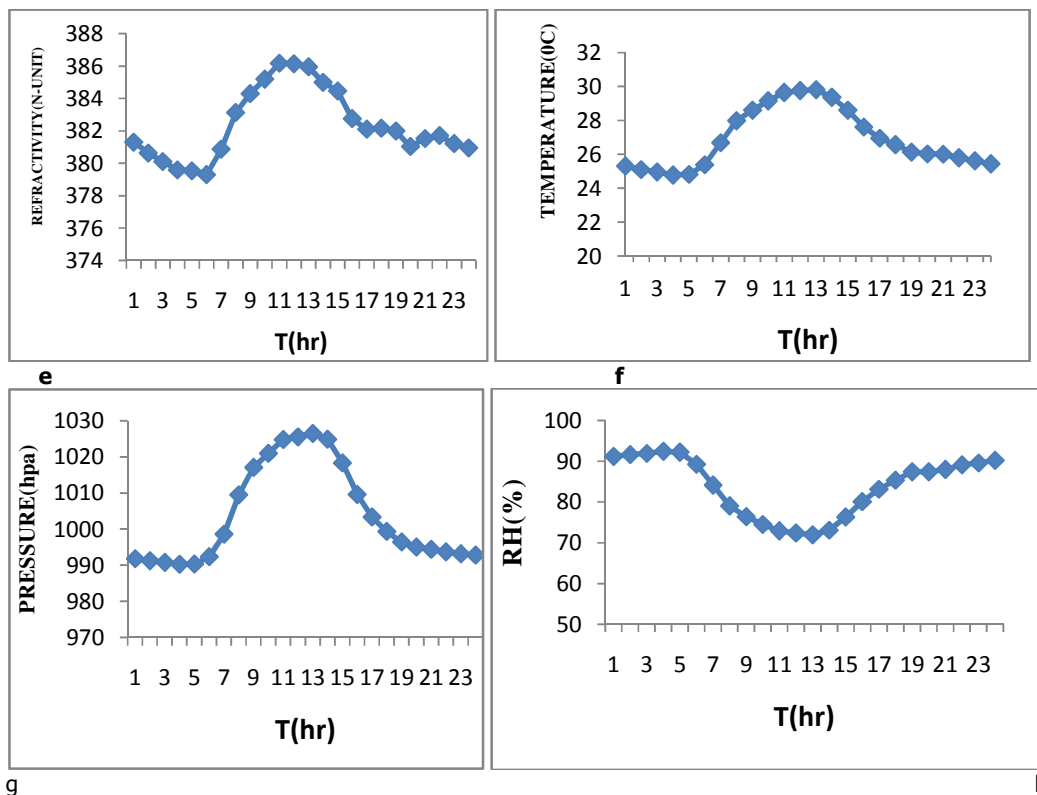 REFRACTIVITY(N-UNIT)
388
386
384
382
380
378
376
374
1 3 5 7 9 11 13 15 17 19 21 23
T(hr)
TEMPERATURE(0C)
32
30
28
26
24
22
20
1 3 5 7 9 11 13 15 17 19 21 23
T(hr)
e
f
PRESSURE(hpa)
1030
1020
1010
1000
990
980
970
1 3 5 7 9 11 13 15 17 19 21 23
T(hr)
RH(%)
100
90
80
70
60
50
1 3 5 7 9 11 13 15 17 19 21 23
T(hr)
g